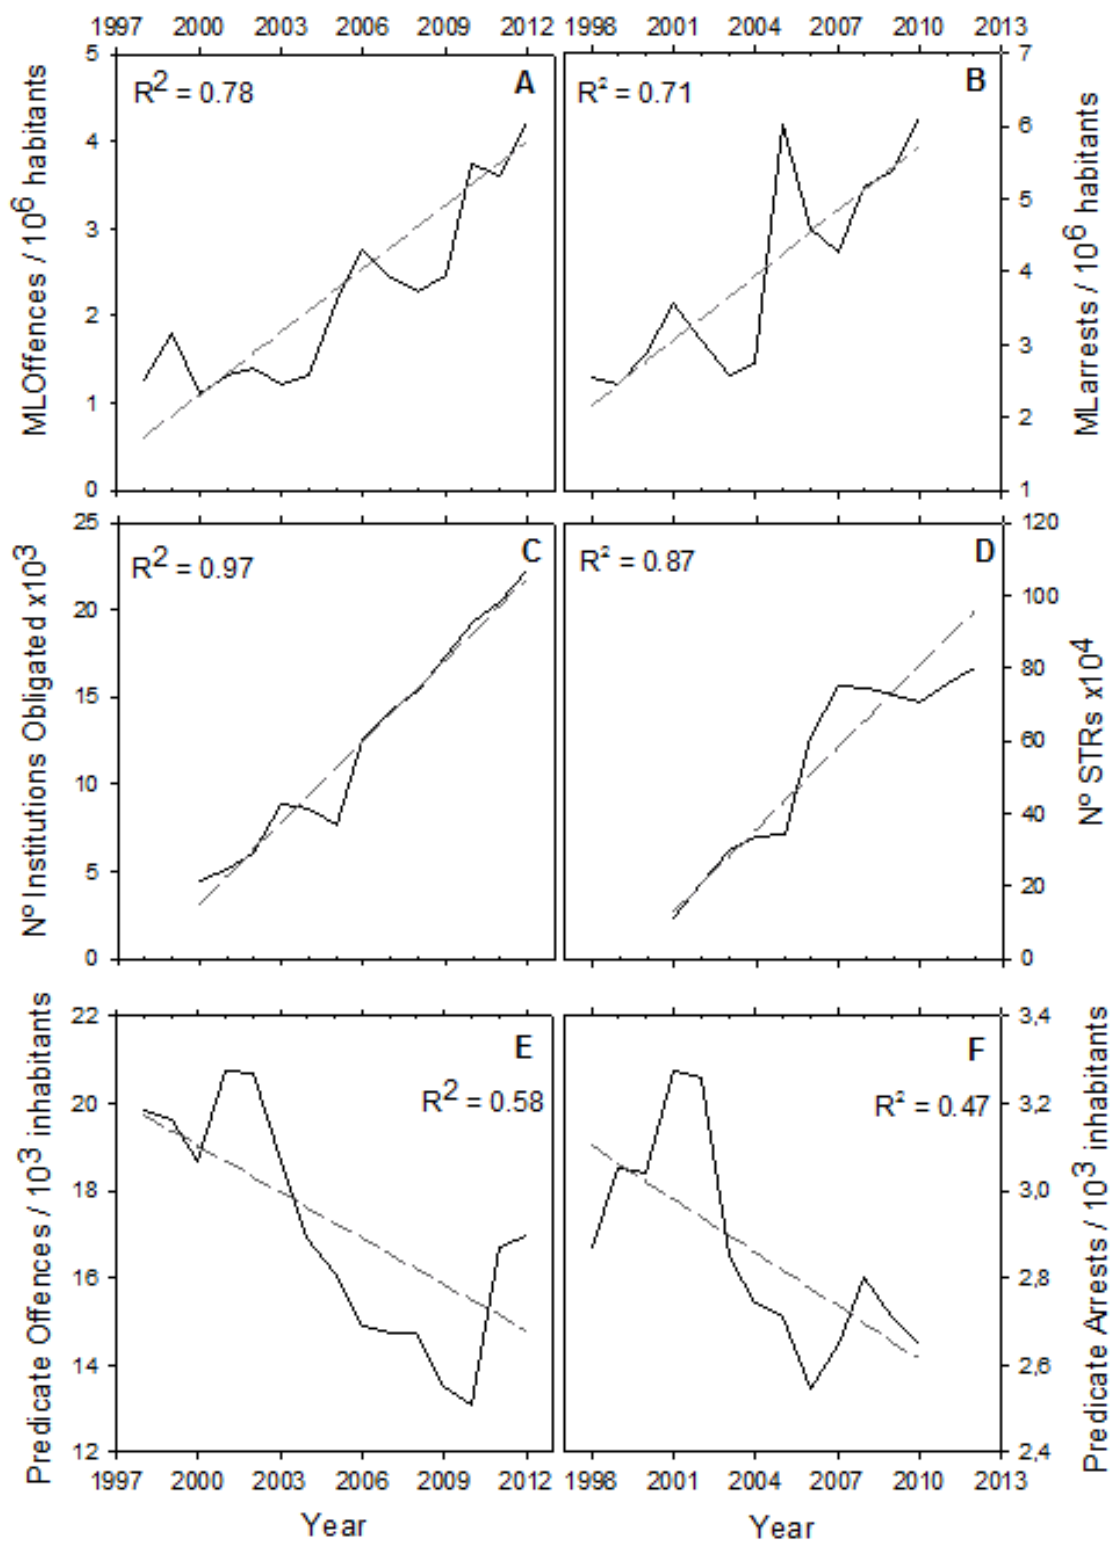 1997 2000 2003 2006 2009 2012
1998 2001 2004 2007 2010 2013
5
4
3
2
1
0
MLOffences / 10⁶ habitants
R² = 0.78
A
R² = 0.71
B
7
6
5
4
3
2
1
MLarrests / 10⁶ habitants
25
20
15
10
5
0
Nº Institutions Obligated x10³
R² = 0.97
C
R² = 0.87
D
120
100
80
60
40
20
0
Nº STRs x10⁴
22
20
18
16
14
12
Predicate Offences / 10³ inhabitants
E
R² = 0.58
F
R² = 0.47
3,4
3,2
3,0
2,8
2,6
2,4
Predicate Arrests / 10³ inhabitants
1997 2000 2003 2006 2009 2012
1998 2001 2004 2007 2010 2013
Year
Year